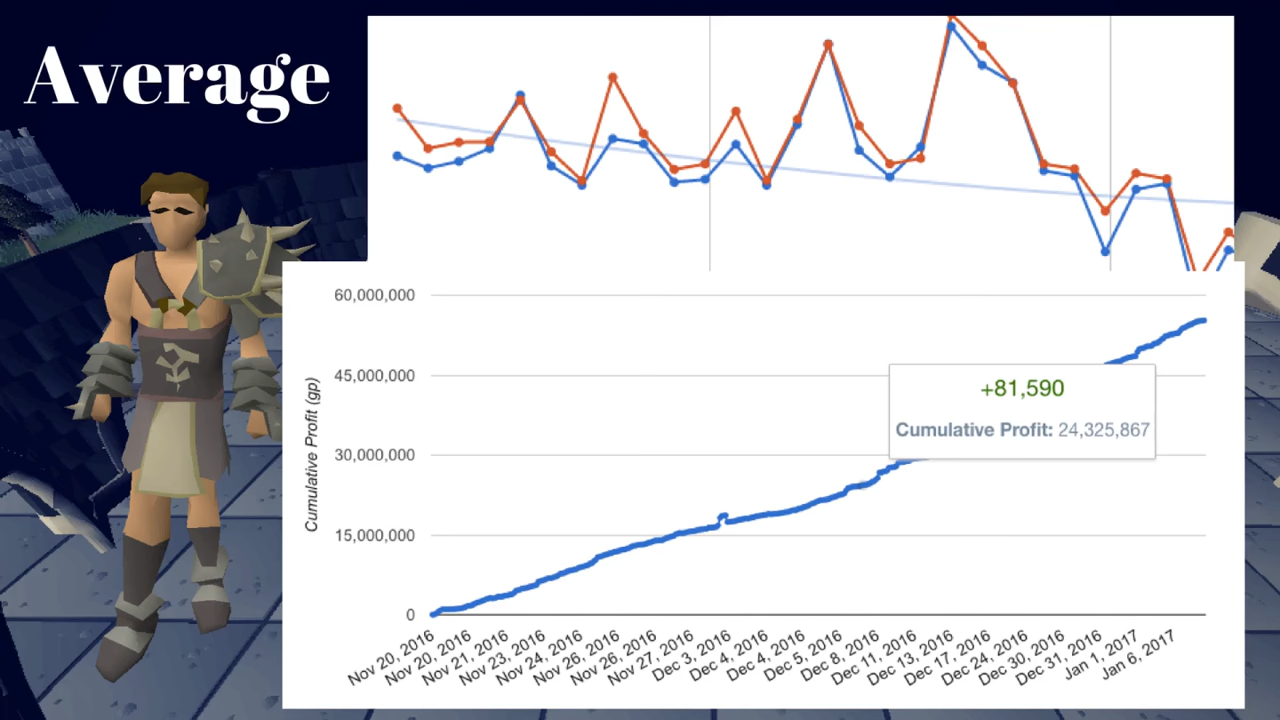 Average
60,000,000
45,000,000
30,000,000
15,000,000
0
Cumulative Profit (gp)
+81,590
Cumulative Profit: 24,325,867
Nov 20, 2016
Nov 20, 2016
Nov 21, 2016
Nov 23, 2016
Nov 24, 2016
Nov 26, 2016
Nov 26, 2016
Nov 27, 2016
Dec 3, 2016
Dec 4, 2016
Dec 4, 2016
Dec 5, 2016
Dec 8, 2016
Dec 11, 2016
Dec 13, 2016
Dec 17, 2016
Dec 24, 2016
Dec 30, 2016
Dec 31, 2016
Jan 1, 2017
Jan 6, 2017